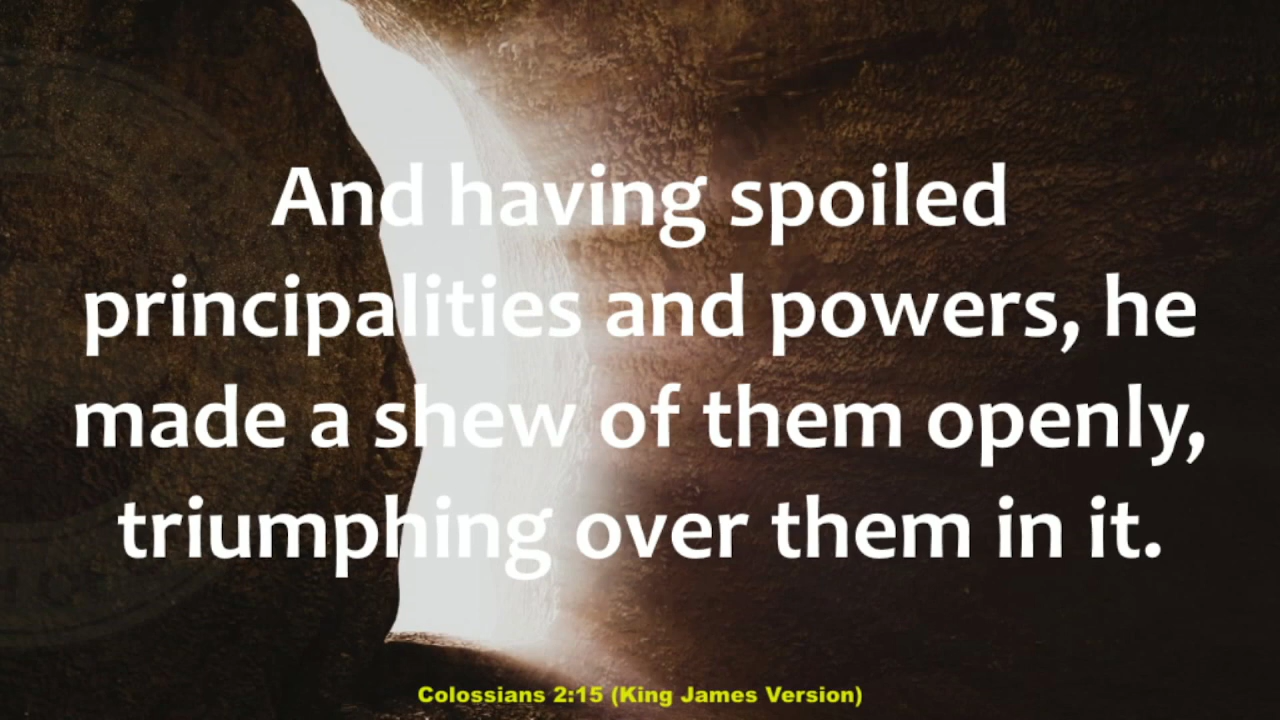 And having spoiled
principalities and powers, he
made a shew of them openly,
triumphing over them in it.
Colossians 2:15 (King James Version)